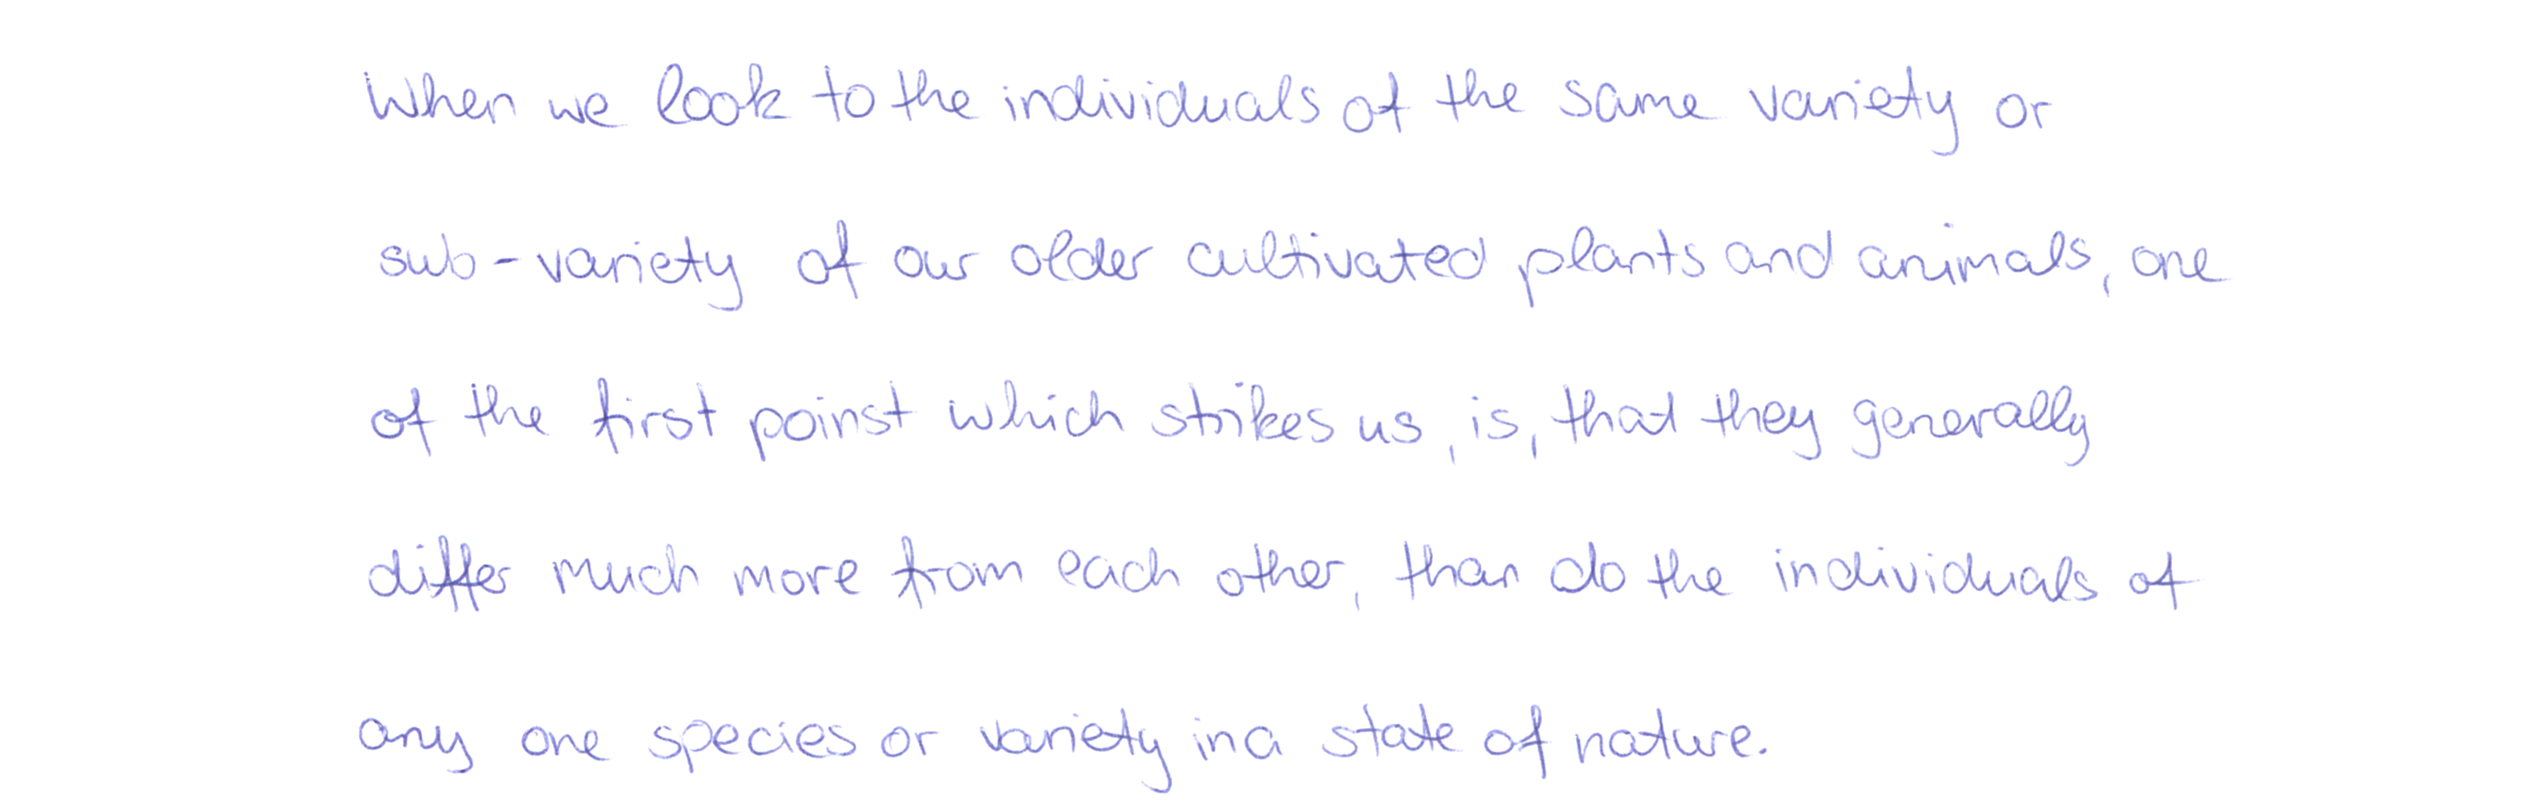 When we look to the individuals of the same variety or
sub-variety of our older cultivated plants and animals, one
of the first poinst which strikes us, is, that they generally
differ much more from each other, than do the individuals of
any one species or variety in a state of nature.